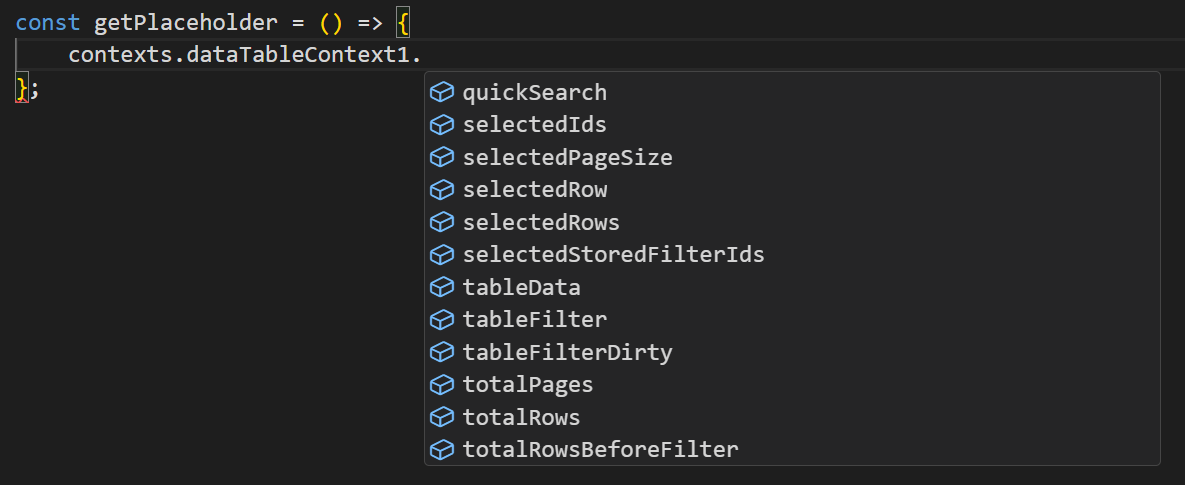 const getPlaceholder = () => {
    contexts.dataTableContext1.
};
quickSearch
selectedIds
selectedPageSize
selectedRow
selectedRows
selectedStoredFilterIds
tableData
tableFilter
tableFilterDirty
totalPages
totalRows
totalRowsBeforeFilter